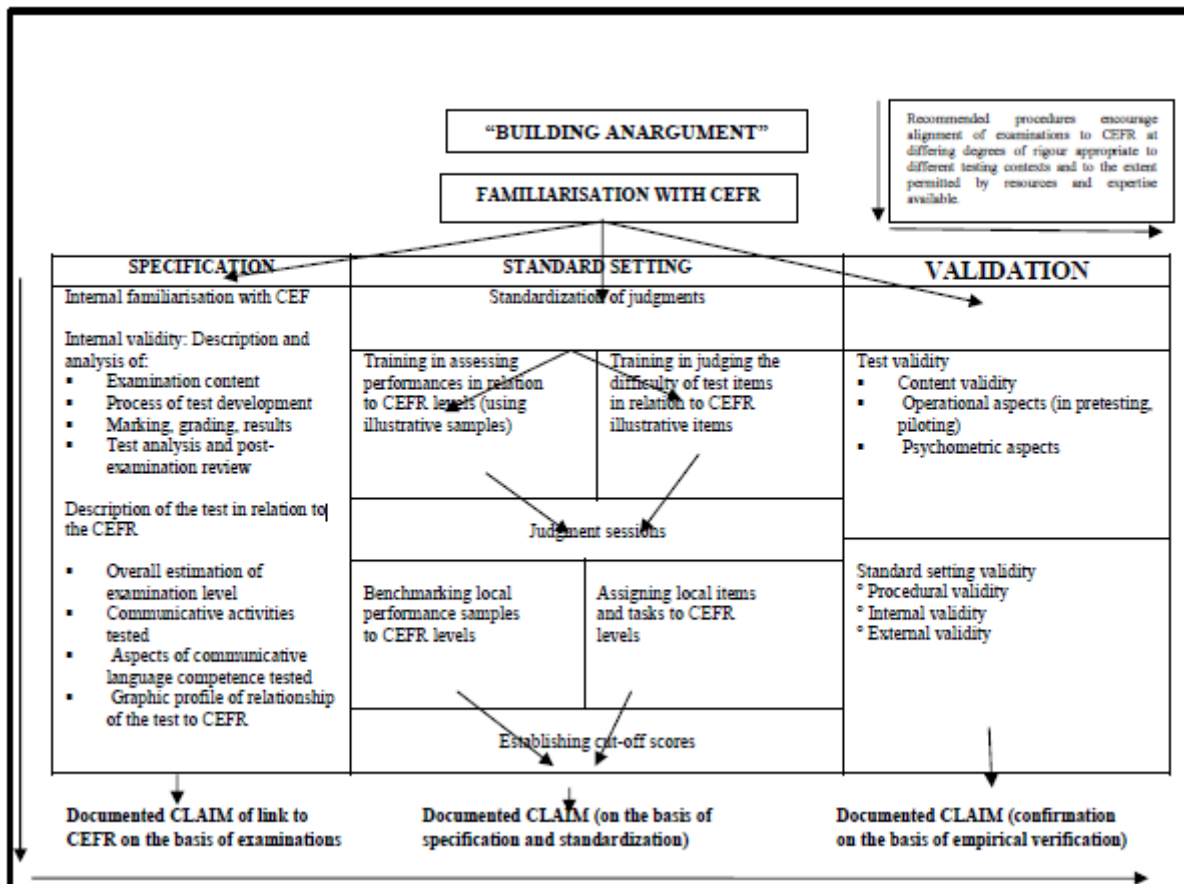 “BUILDING ANARGUMENT”
Recommended procedures encourage
alignment of examinations to CEFR at
differing degrees of rigour appropriate to
different testing contexts and to the extent
permitted by resources and expertise
available.
FAMILIARISATION WITH CEFR
SPECIFICATION
Internal familiarisation with CEF
Internal validity: Description and
analysis of:
▪ Examination content
▪ Process of test development
▪ Marking, grading, results
▪ Test analysis and post-
examination review
Description of the test in relation to
the CEFR
▪ Overall estimation of
examination level
▪ Communicative activities
tested
▪ Aspects of communicative
language competence tested
▪ Graphic profile of relationship
of the test to CEFR
STANDARD SETTING
Standardization of judgments
Training in assessing
performances in relation
to CEFR levels (using
illustrative samples)
Training in judging the
difficulty of test items
in relation to CEFR
illustrative items
Judgment sessions
Benchmarking local
performance samples
to CEFR levels
Assigning local items
and tasks to CEFR
levels
Establishing cut-off scores
VALIDATION
Test validity
▪ Content validity
▪ Operational aspects (in pretesting,
piloting)
▪ Psychometric aspects
Standard setting validity
° Procedural validity
° Internal validity
° External validity
Documented CLAIM of link to
CEFR on the basis of examinations
Documented CLAIM (on the basis of
specification and standardization)
Documented CLAIM (confirmation
on the basis of empirical verification)